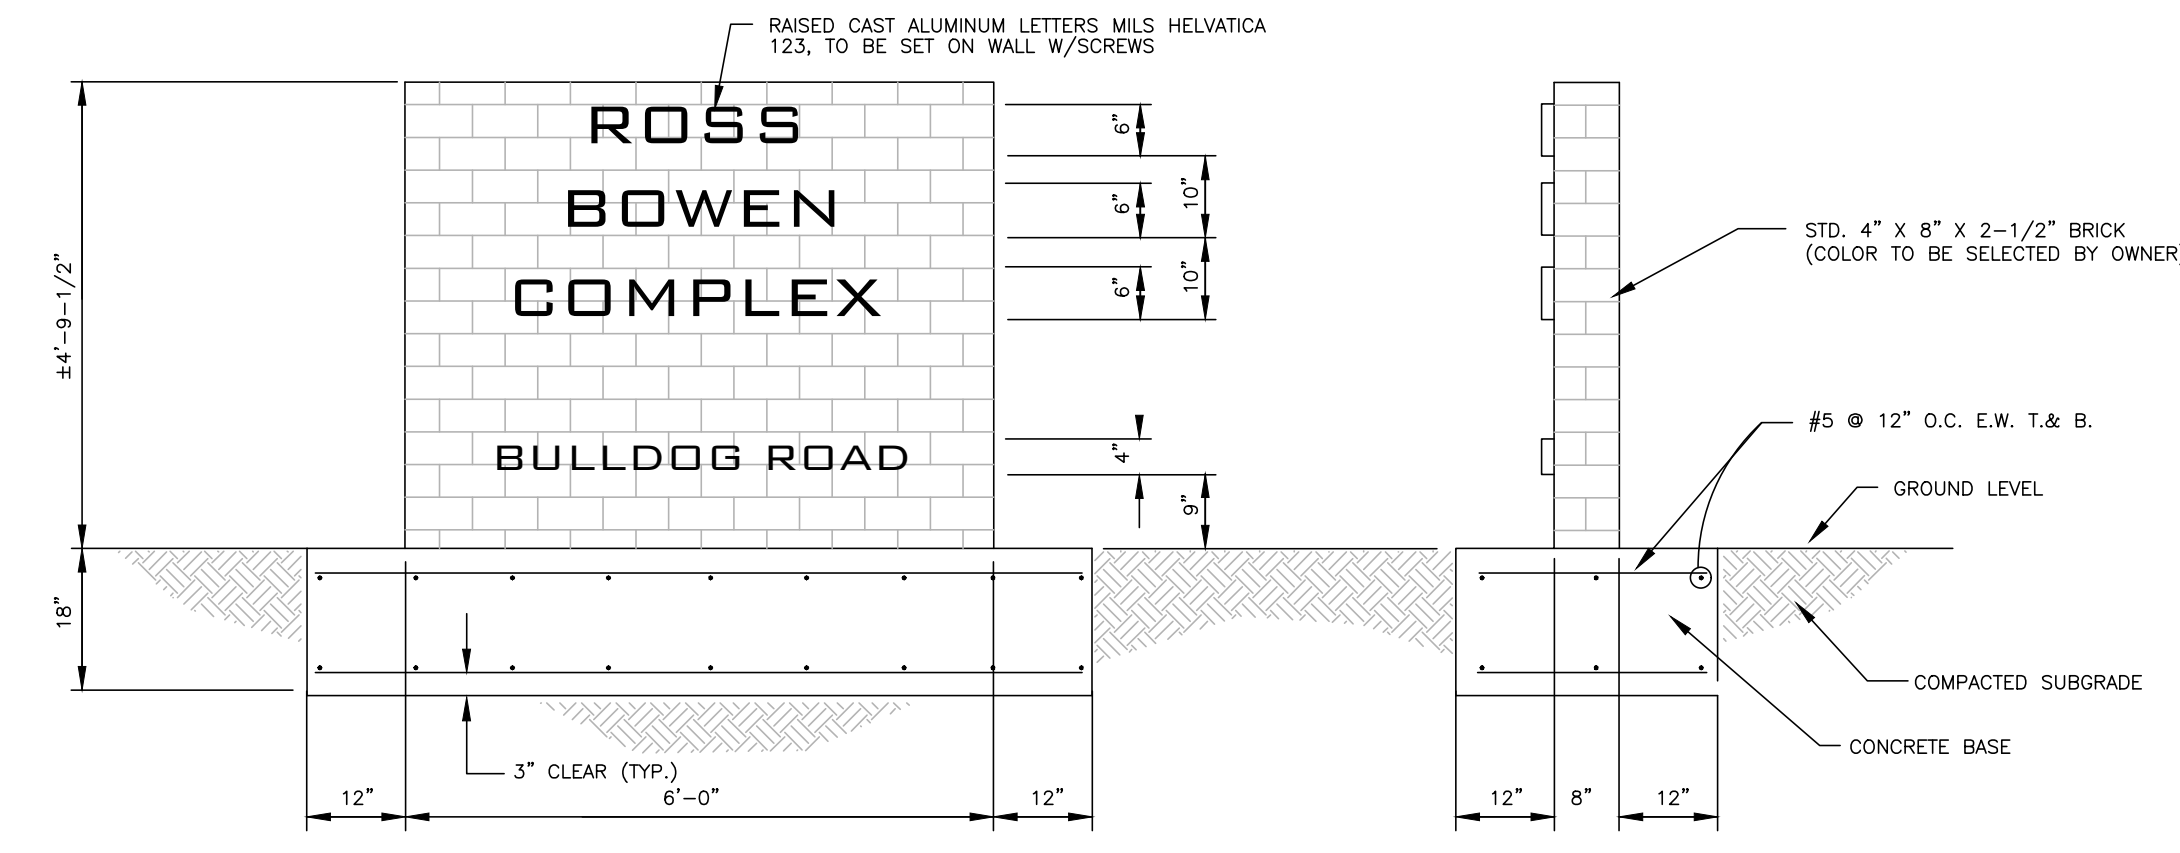 RAISED CAST ALUMINUM LETTERS MILS HELVATICA
123, TO BE SET ON WALL W/SCREWS
ROSS
BOWEN
COMPLEX
BULLDOG ROAD
±4'-9-1/2"
18"
6"
10"
6"
10"
6"
4"
9"
3" CLEAR (TYP.)
12"
6'-0"
12"
STD. 4" X 8" X 2-1/2" BRICK
(COLOR TO BE SELECTED BY OWNER)
#5 @ 12" O.C. E.W. T.& B.
GROUND LEVEL
COMPACTED SUBGRADE
CONCRETE BASE
12"
8"
12"